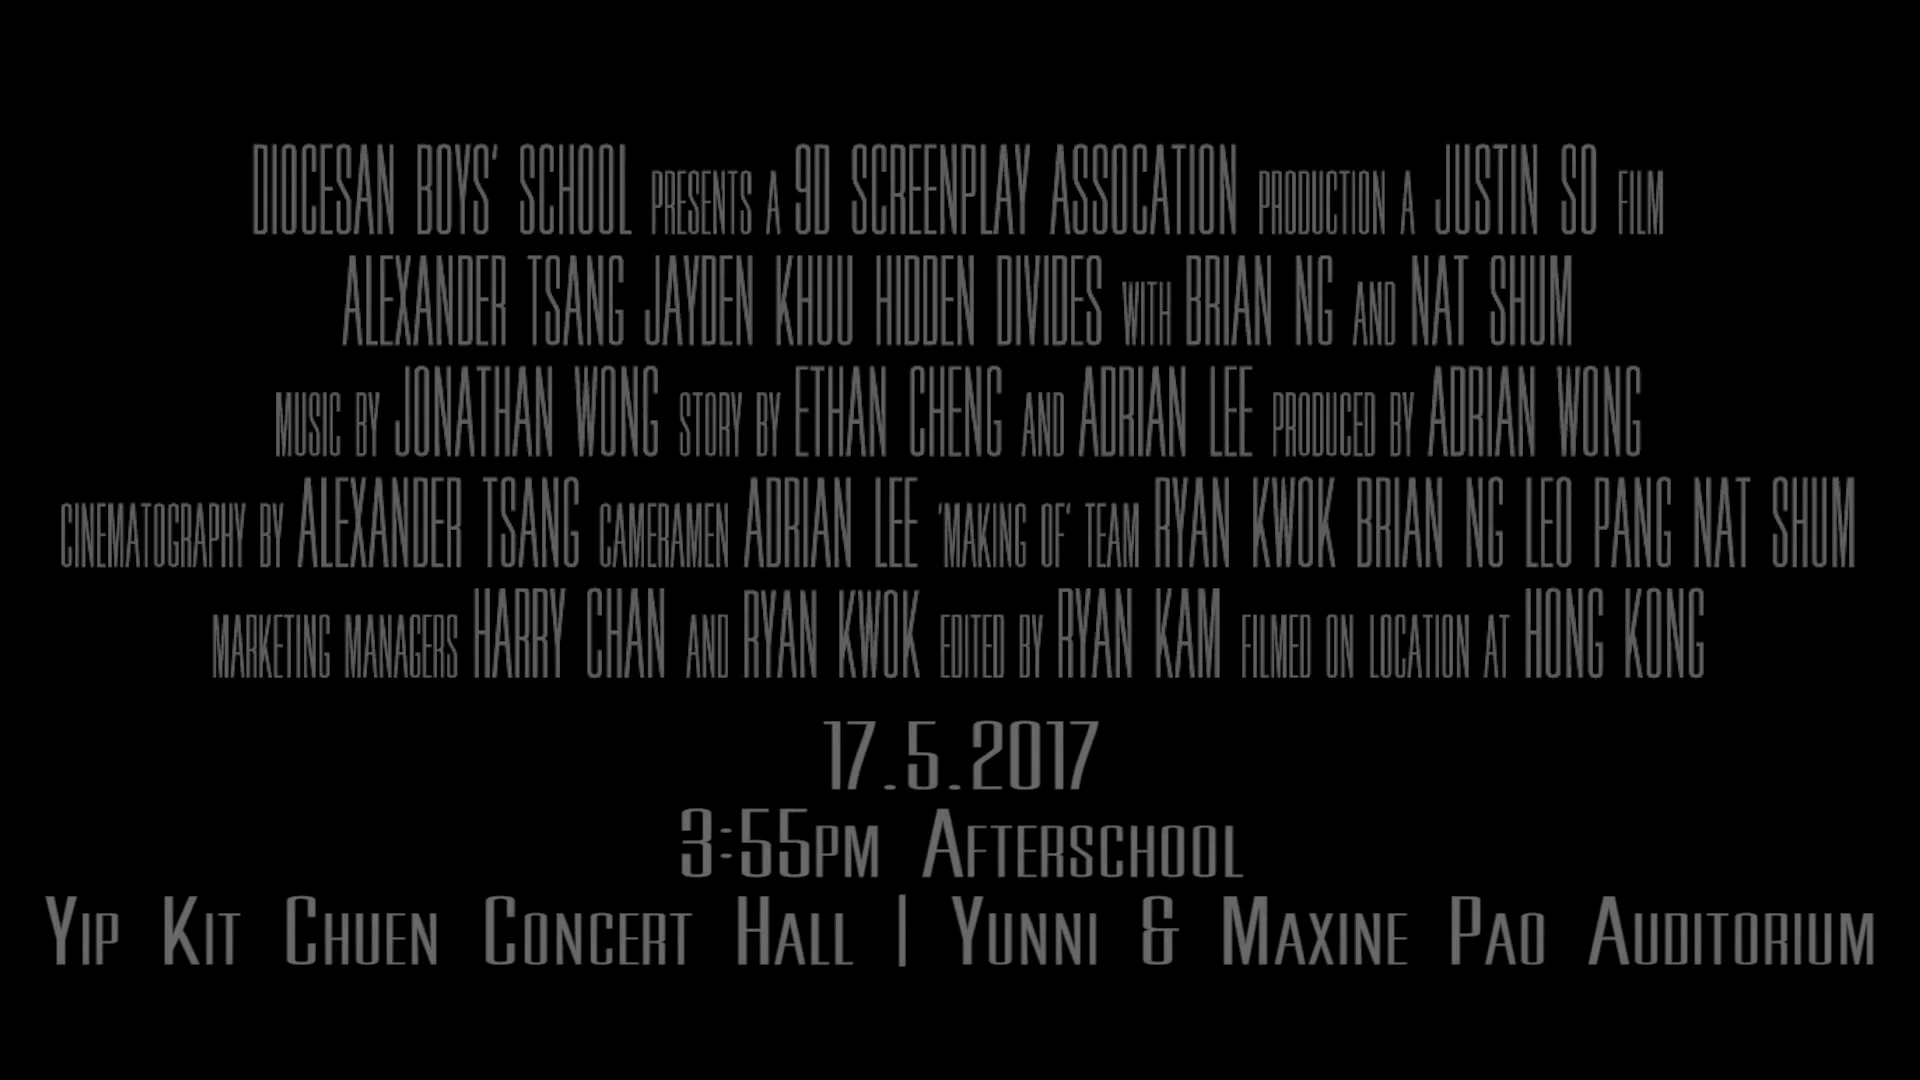 DIOCESAN BOYS' SCHOOL PRESENTS A 9D SCREENPLAY ASSOCATION PRODUCTION A JUSTIN SO FILM
ALEXANDER TSANG JAYDEN KHUU HIDDEN DIVIDES WITH BRIAN NG AND NAT SHUM
MUSIC BY JONATHAN WONG STORY BY ETHAN CHENG AND ADRIAN LEE PRODUCED BY ADRIAN WONG
CINEMATOGRAPHY BY ALEXANDER TSANG CAMERAMEN ADRIAN LEE 'MAKING OF' TEAM RYAN KWOK BRIAN NG LEO PANG NAT SHUM
MARKETING MANAGERS HARRY CHAN AND RYAN KWOK EDITED BY RYAN KAM FILMED ON LOCATION AT HONG KONG
17.5.2017
3:55PM AFTERSCHOOL
YIP KIT CHUEN CONCERT HALL | YUNNI & MAXINE PAO AUDITORIUM